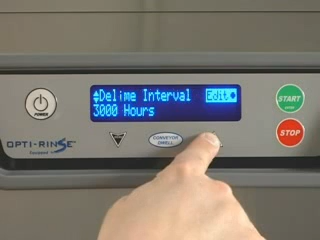 Delime Interval Edit
3000 Hours
POWER
START
STOP
OPTI-RINSE
CONVEYOR
DWELL